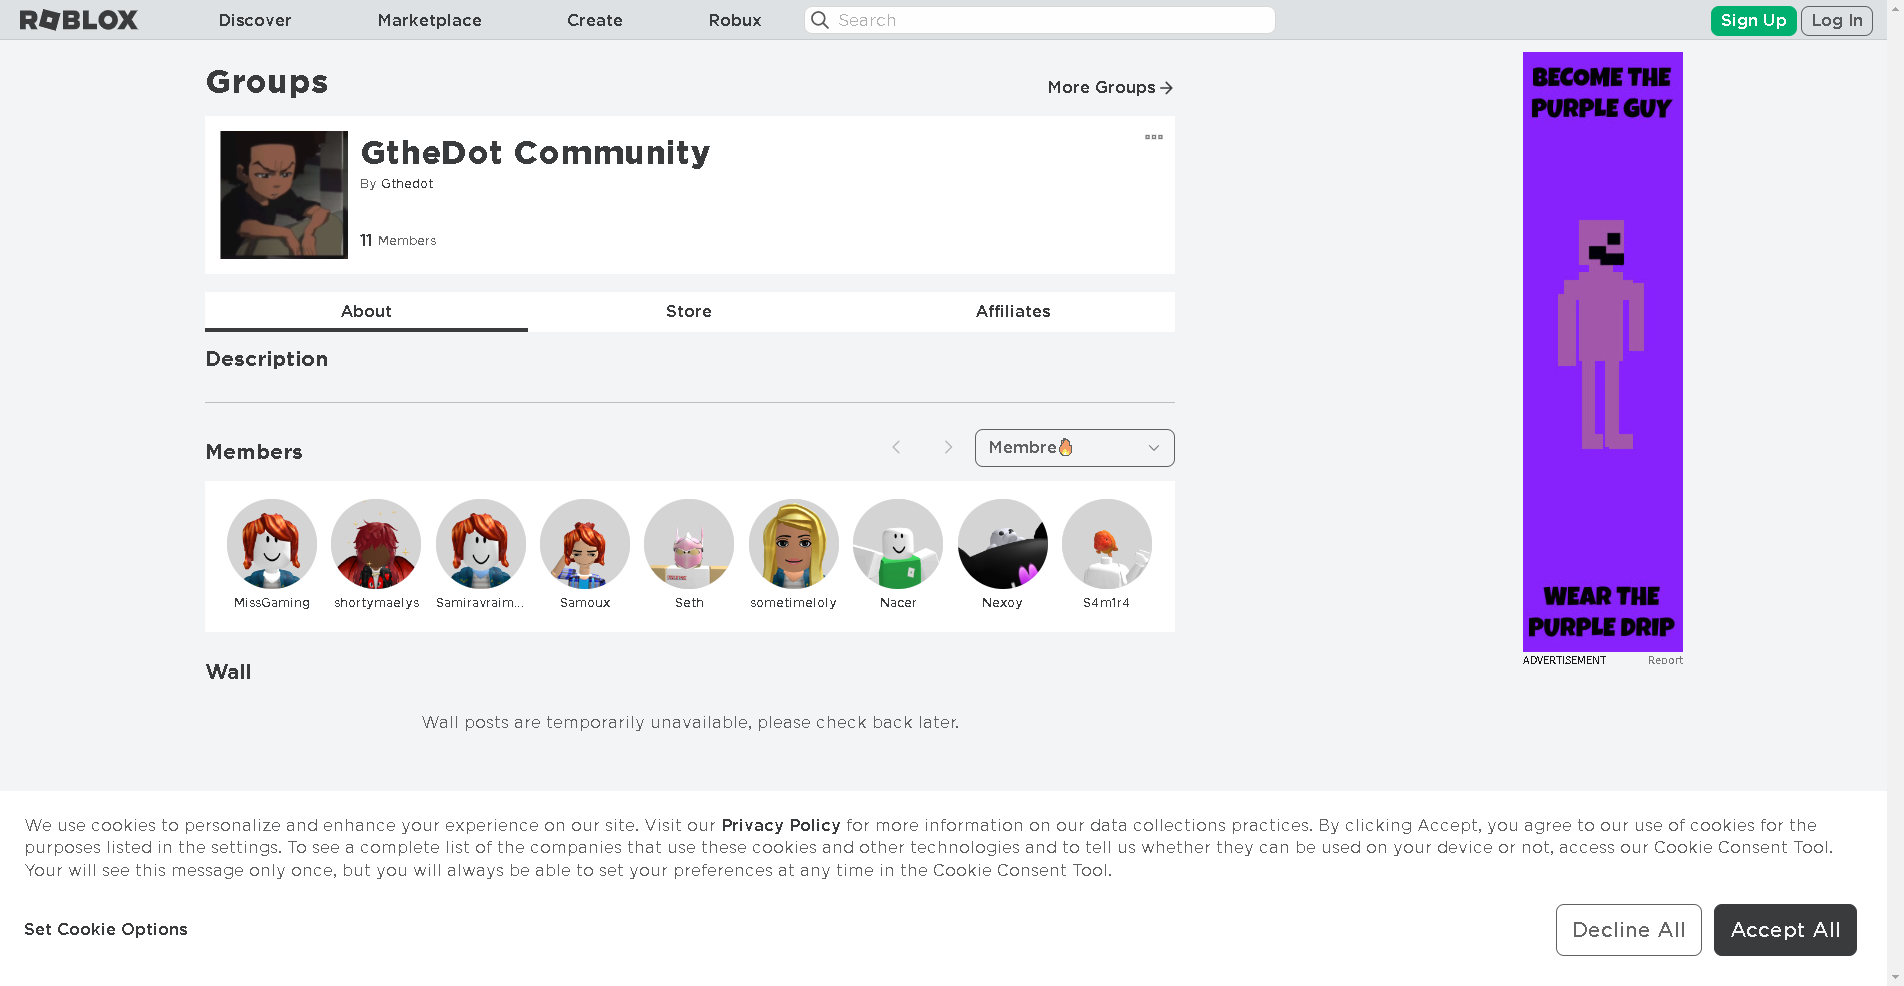 ROBLOX
Discover
Marketplace
Create
Robux
Search
Sign Up
Log In
Groups
More Groups
GtheDot Community
By Gthedot
11 Members
About
Store
Affiliates
Description
Members
Membre🔥
MissGaming
shortymaelys
Samiravraim...
Samoux
Seth
sometimeloly
Nacer
Nexoy
S4m1r4
Wall
Wall posts are temporarily unavailable, please check back later.
BECOME THE
PURPLE GUY
WEAR THE
PURPLE DRIP
ADVERTISEMENT
Report
We use cookies to personalize and enhance your experience on our site. Visit our Privacy Policy for more information on our data collections practices. By clicking Accept, you agree to our use of cookies for the
purposes listed in the settings. To see a complete list of the companies that use these cookies and other technologies and to tell us whether they can be used on your device or not, access our Cookie Consent Tool.
Your will see this message only once, but you will always be able to set your preferences at any time in the Cookie Consent Tool.
Set Cookie Options
Decline All
Accept All